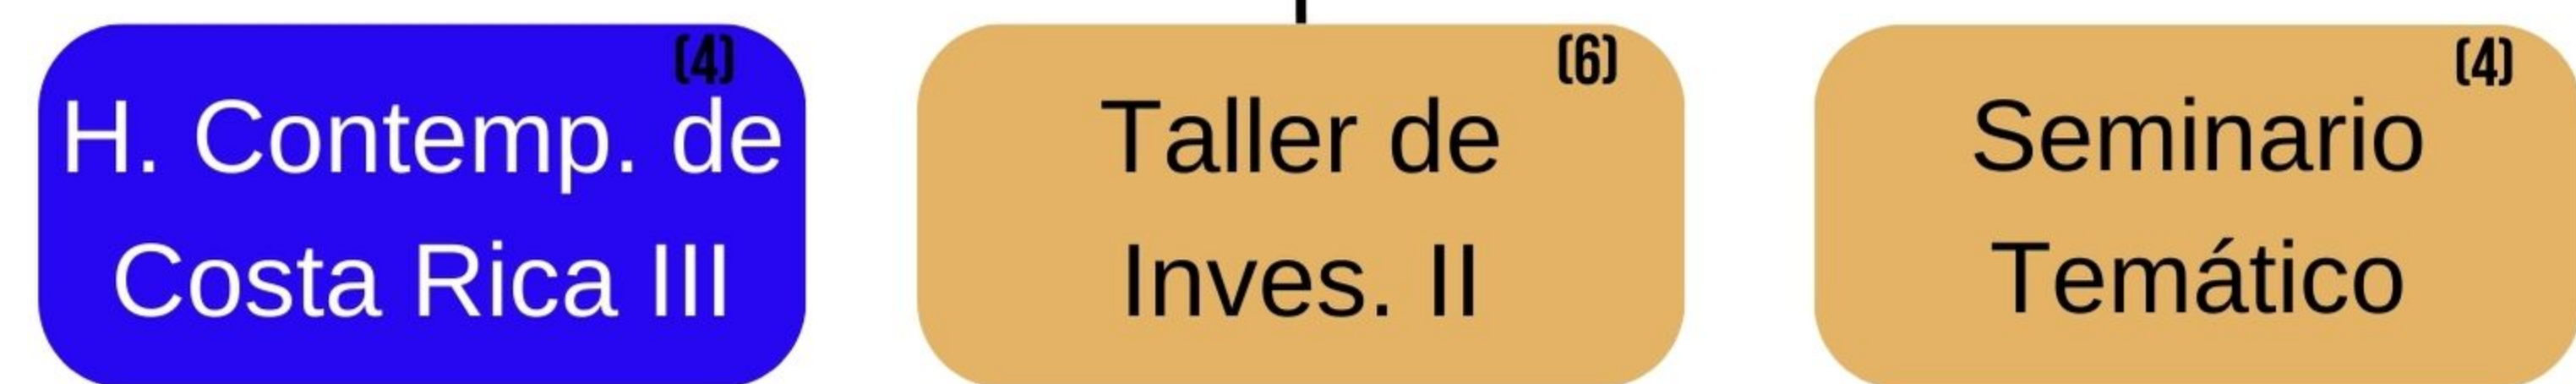 (4)
H. Contemp. de
Costa Rica III
(6)
Taller de
Inves. II
(4)
Seminario
Temático